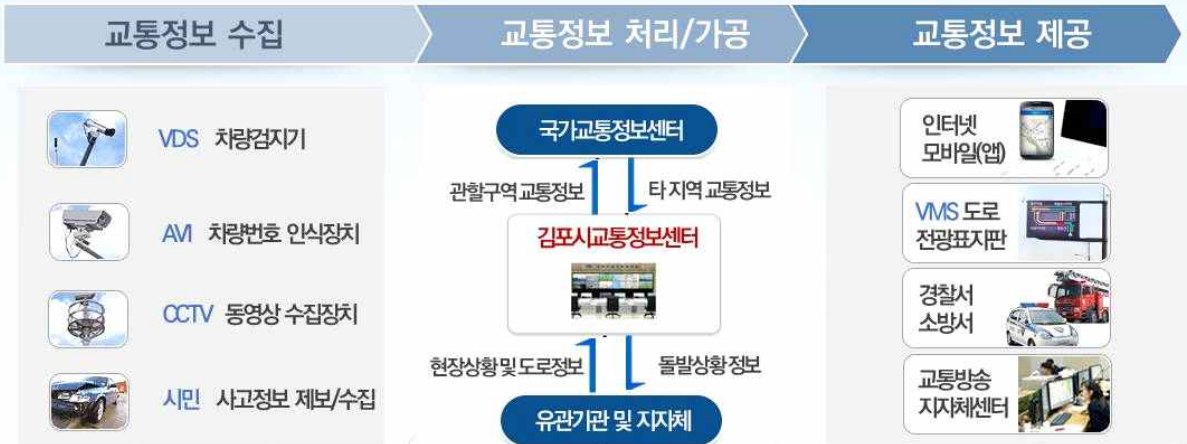 교통정보 수집
교통정보 처리/가공
교통정보 제공
VDS 차량검지기
AVI 차량번호 인식장치
CCTV 동영상 수집장치
시민 사고정보 제보/수집
국가교통정보센터
관할구역 교통정보
타 지역 교통정보
김포시교통정보센터
현장상황 및 도로정보
돌발상황 정보
유관기관 및 지자체
인터넷
모바일(앱)
VMS 도로
전광표지판
경찰서
소방서
교통방송
지자체센터